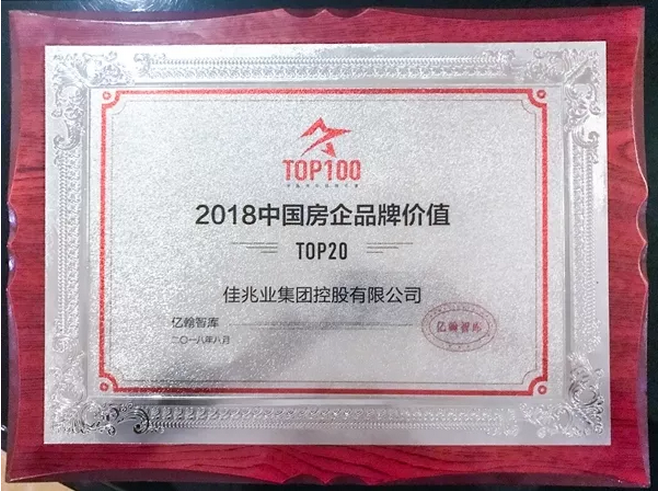 TOP100
2018中国房企品牌价值
TOP20
佳兆业集团控股有限公司
亿翰智库
二〇一八年八月
亿翰智库